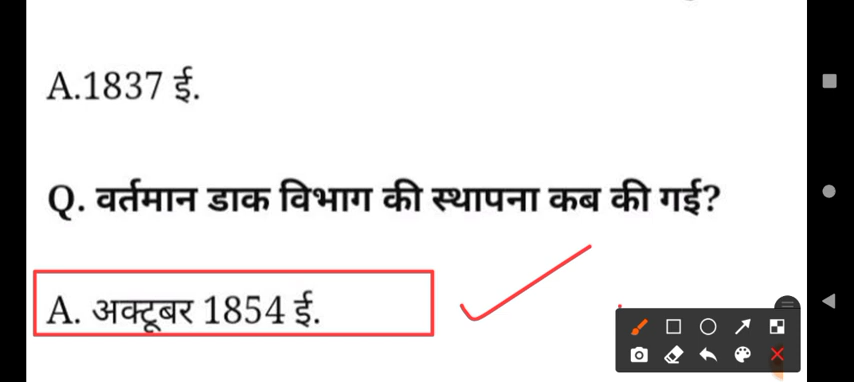 A.1837 ई.
Q. वर्तमान डाक विभाग की स्थापना कब की गई?
A. अक्टूबर 1854 ई.